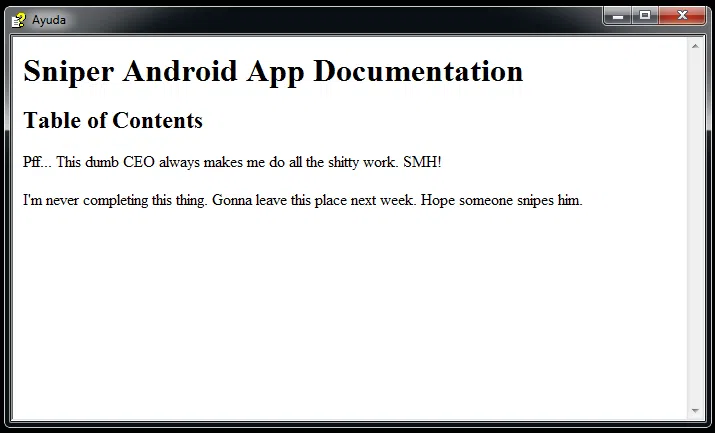 Ayuda
Sniper Android App Documentation
Table of Contents
Pff... This dumb CEO always makes me do all the shitty work. SMH!
I'm never completing this thing. Gonna leave this place next week. Hope someone snipes him.